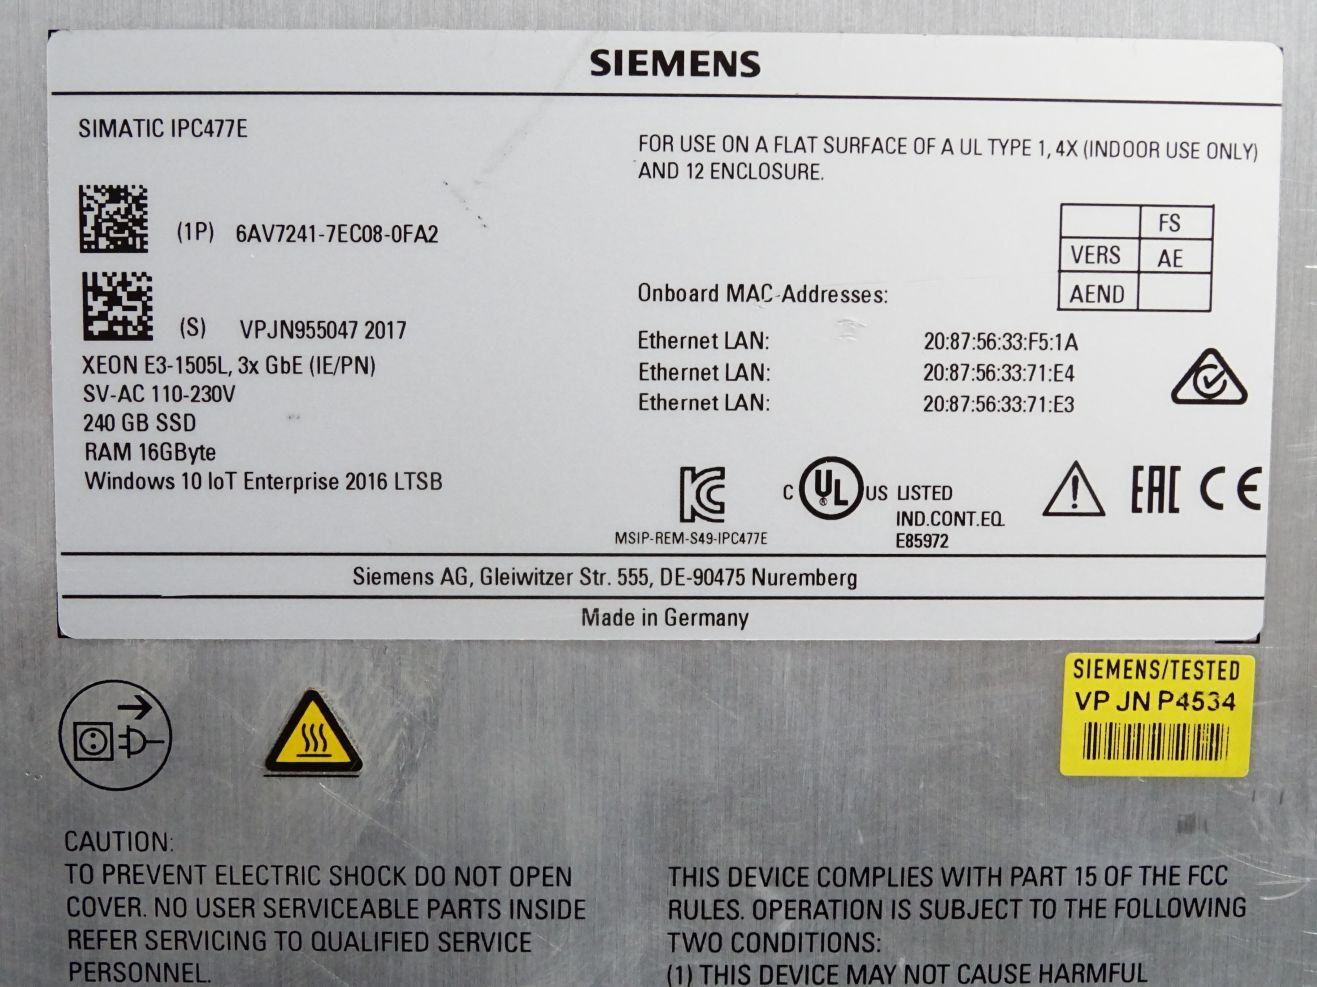 SIEMENS
SIMATIC IPC477E
FOR USE ON A FLAT SURFACE OF A UL TYPE 1, 4X (INDOOR USE ONLY)
AND 12 ENCLOSURE.
(1P) 6AV7241-7EC08-0FA2
FS
VERS AE
AEND
(S) VPJN955047 2017
XEON E3-1505L, 3x GbE (IE/PN)
SV-AC 110-230V
240 GB SSD
RAM 16GByte
Windows 10 IoT Enterprise 2016 LTSB
Onboard MAC-Addresses:
Ethernet LAN: 20:87:56:33:F5:1A
Ethernet LAN: 20:87:56:33:71:E4
Ethernet LAN: 20:87:56:33:71:E3
MSIP-REM-S49-IPC477E
C UL US LISTED
IND.CONT.EQ.
E85972
EAC CE
Siemens AG, Gleiwitzer Str. 555, DE-90475 Nuremberg
Made in Germany
SIEMENS/TESTED
VP JN P4534
CAUTION:
TO PREVENT ELECTRIC SHOCK DO NOT OPEN
COVER. NO USER SERVICEABLE PARTS INSIDE
REFER SERVICING TO QUALIFIED SERVICE
PERSONNEL.
THIS DEVICE COMPLIES WITH PART 15 OF THE FCC
RULES. OPERATION IS SUBJECT TO THE FOLLOWING
TWO CONDITIONS:
(1) THIS DEVICE MAY NOT CAUSE HARMFUL